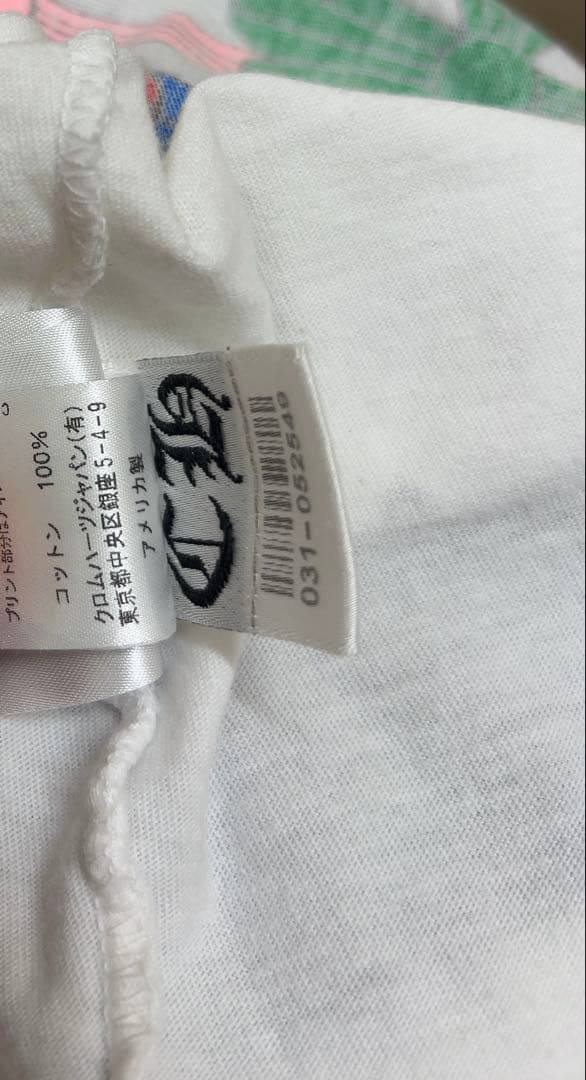 コットン 100%
クロムハーツジャパン(有)
東京都中央区銀座5-4-9
アメリカ製
CH
031-052549